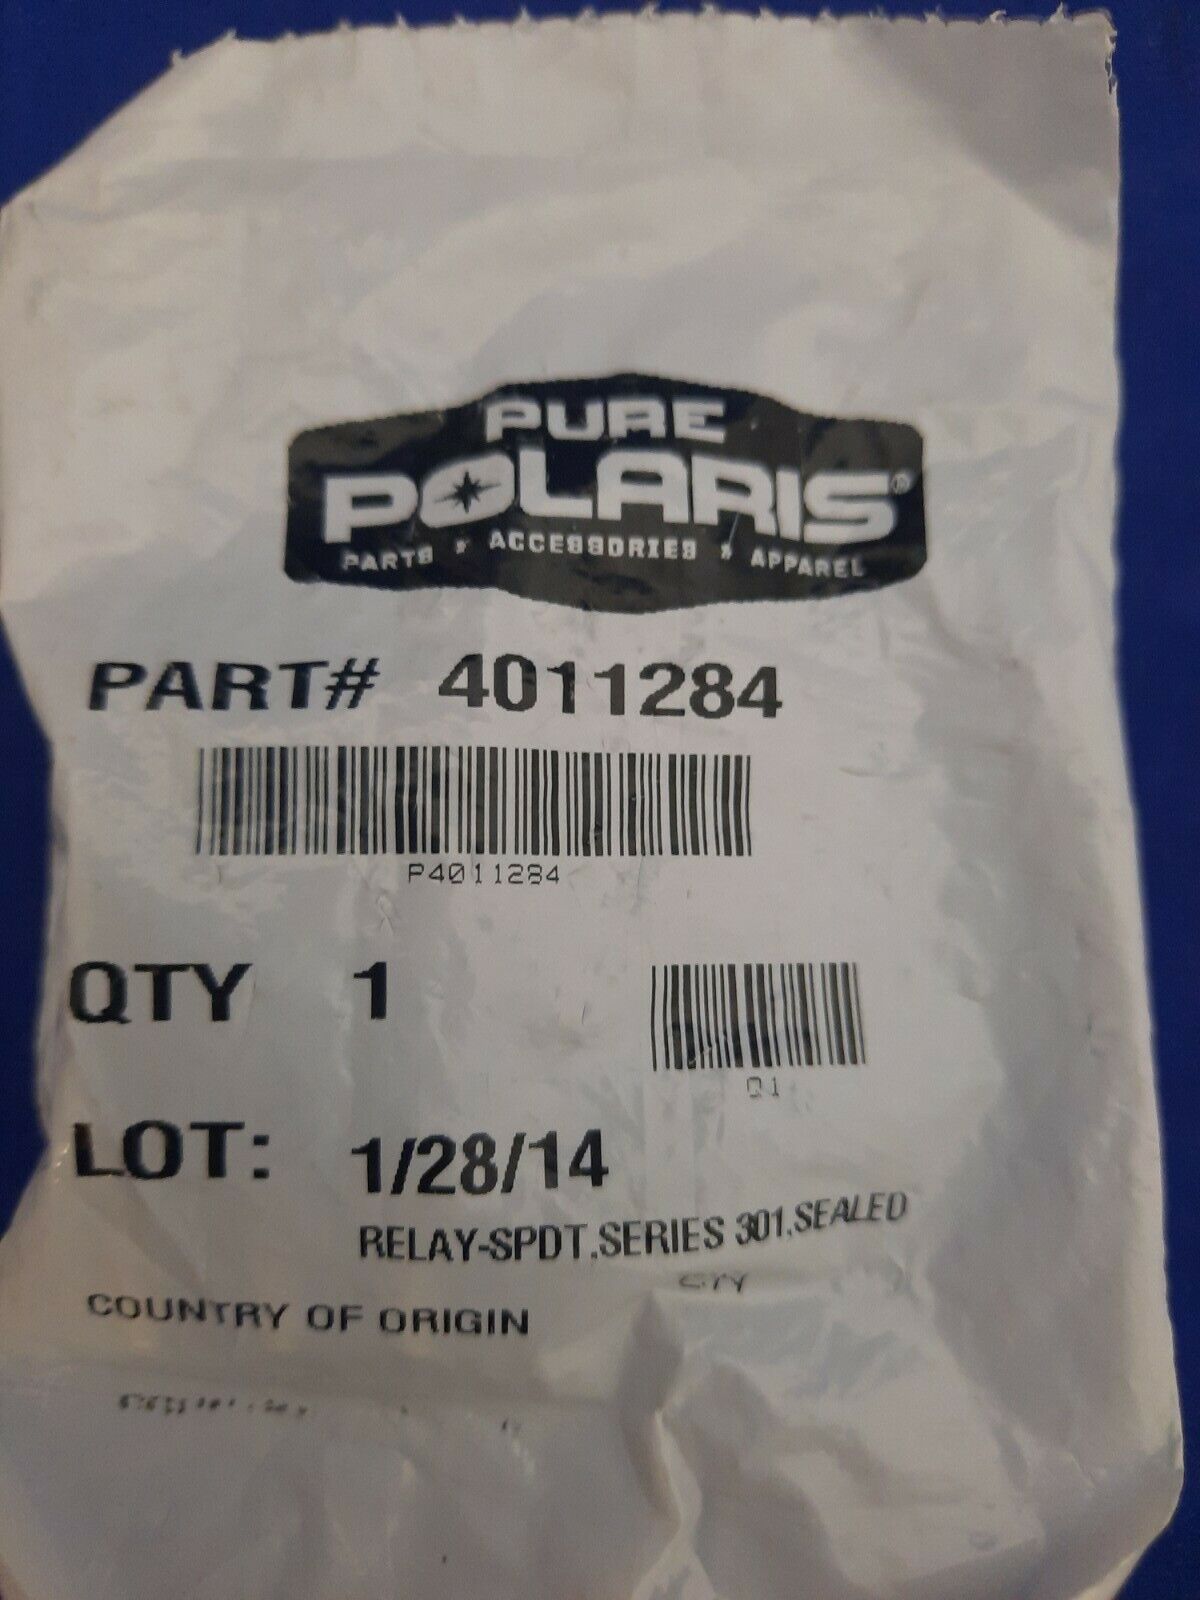 PURE
POLARIS®
PARTS • ACCESSORIES • APPAREL
PART# 4011284
P4011284
QTY 1
Q1
LOT: 1/28/14
RELAY-SPDT,SERIES 301,SEALED
COUNTRY OF ORIGIN